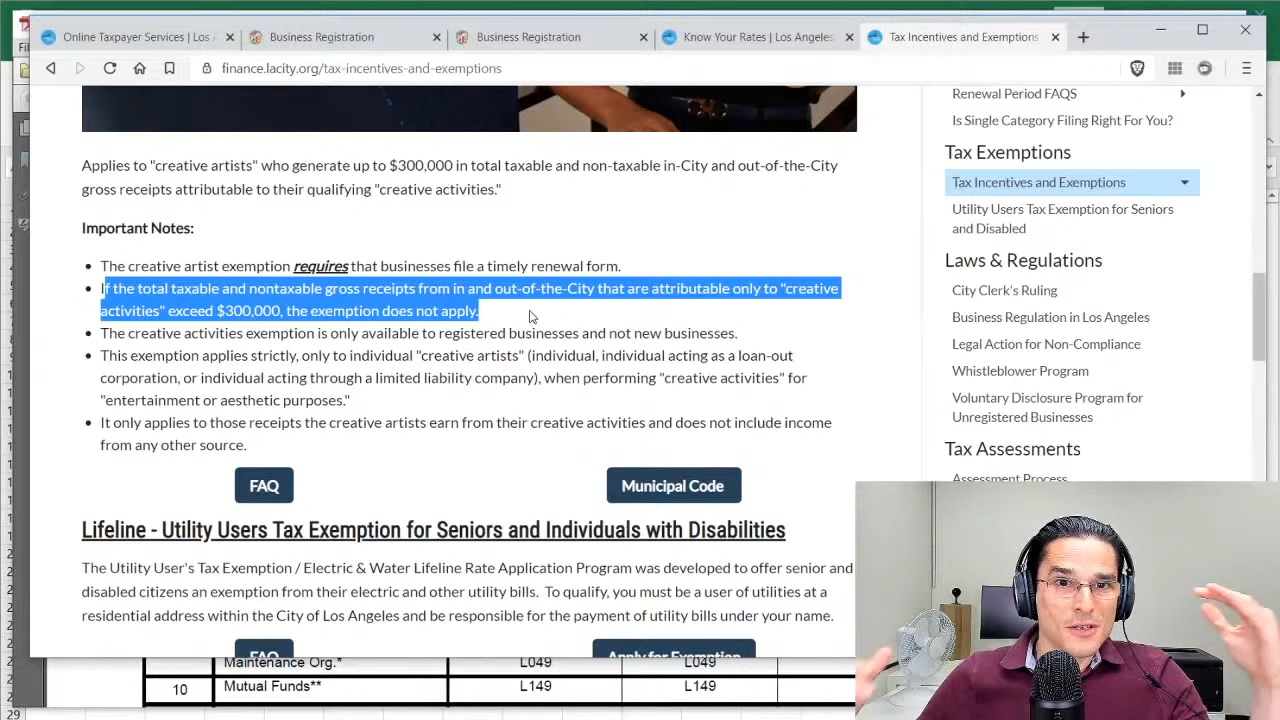 Online Taxpayer Services | Los
Business Registration
Business Registration
Know Your Rates | Los Angeles
Tax Incentives and Exemptions
finance.lacity.org/tax-incentives-and-exemptions
Applies to "creative artists" who generate up to $300,000 in total taxable and non-taxable in-City and out-of-the-City
gross receipts attributable to their qualifying "creative activities."
Important Notes:
The creative artist exemption requires that businesses file a timely renewal form.
If the total taxable and nontaxable gross receipts from in and out-of-the-City that are attributable only to "creative
activities" exceed $300,000, the exemption does not apply.
The creative activities exemption is only available to registered businesses and not new businesses.
This exemption applies strictly, only to individual "creative artists" (individual, individual acting as a loan-out
corporation, or individual acting through a limited liability company), when performing "creative activities" for
"entertainment or aesthetic purposes."
It only applies to those receipts the creative artists earn from their creative activities and does not include income
from any other source.
FAQ
Municipal Code
Lifeline - Utility Users Tax Exemption for Seniors and Individuals with Disabilities
The Utility User's Tax Exemption / Electric & Water Lifeline Rate Application Program was developed to offer senior and
disabled citizens an exemption from their electric and other utility bills. To qualify, you must be a user of utilities at a
residential address within the City of Los Angeles and be responsible for the payment of utility bills under your name.
FAQ
Apply for Exemption
Renewal Period FAQS
Is Single Category Filing Right For You?
Tax Exemptions
Tax Incentives and Exemptions
Utility Users Tax Exemption for Seniors
and Disabled
Laws & Regulations
City Clerk's Ruling
Business Regulation in Los Angeles
Legal Action for Non-Compliance
Whistleblower Program
Voluntary Disclosure Program for
Unregistered Businesses
Tax Assessments
Assessment Process
Maintenance Org.* L049 L049
10 Mutual Funds** L149 L149
29